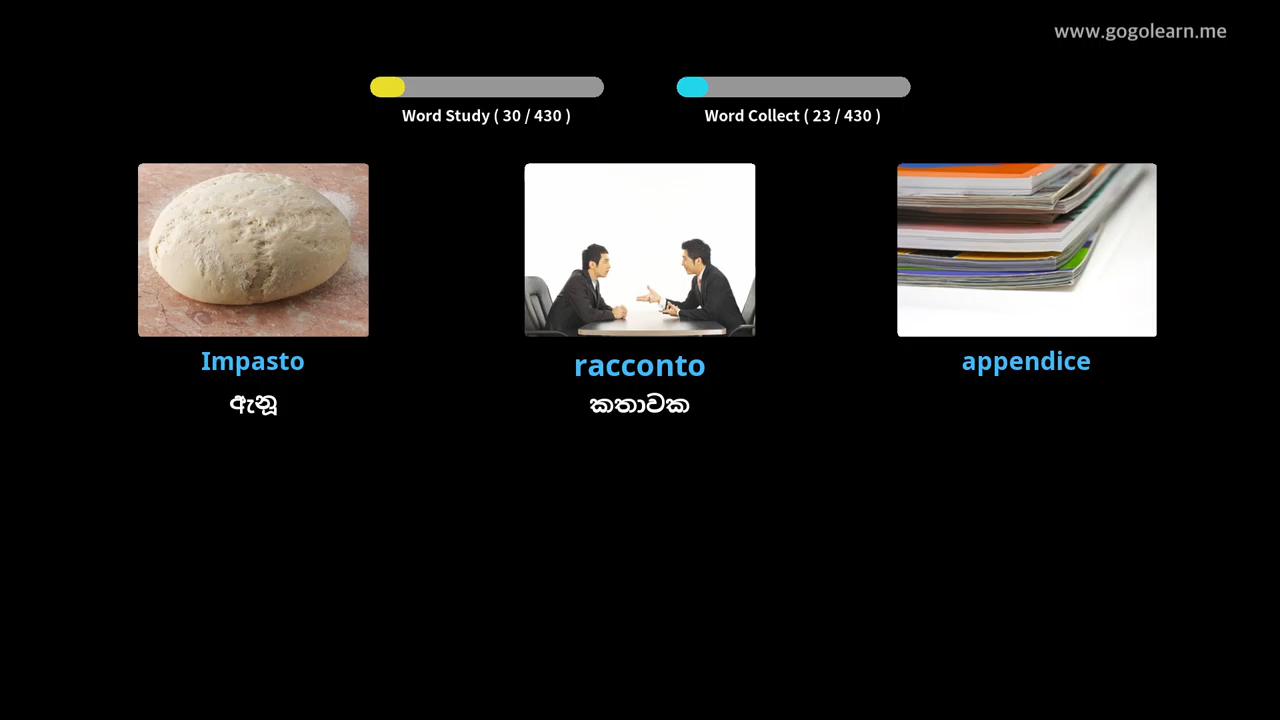 www.gogolearn.me
Word Study ( 30 / 430 )
Word Collect ( 23 / 430 )
Impasto
racconto
appendice
ඇනූ
කතාවක